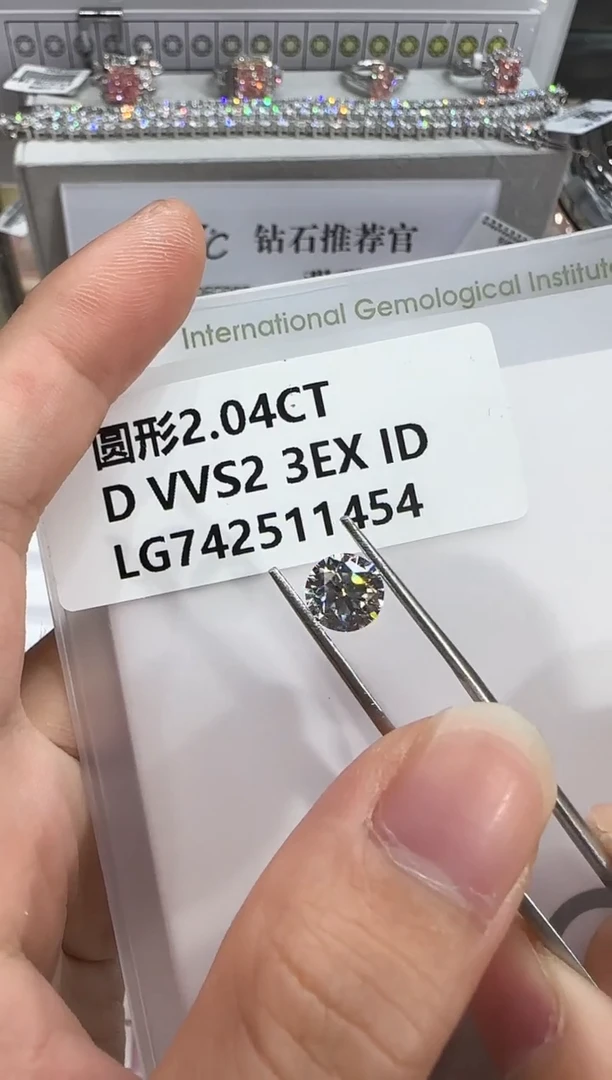 钻石推荐官
International Gemological Institute
圆形2.04CT
D VVS2 3EX ID
LG742511454